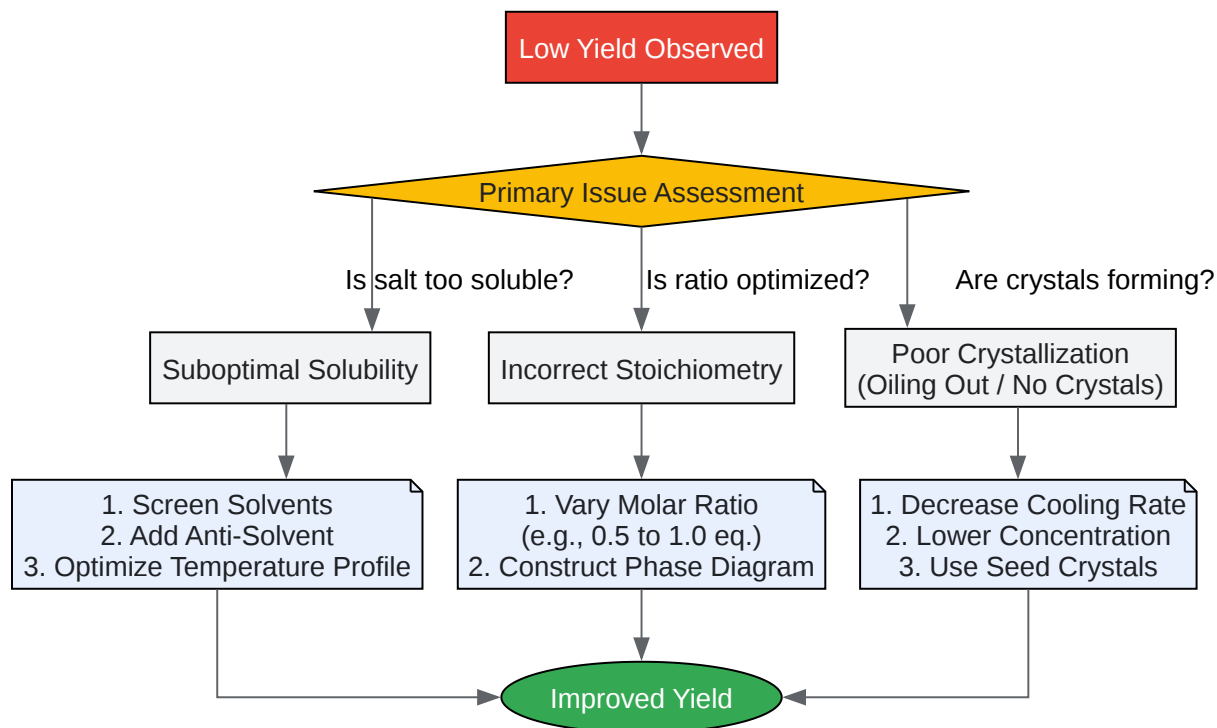 Low Yield Observed
Primary Issue Assessment
Is salt too soluble?
Is ratio optimized?
Are crystals forming?
Suboptimal Solubility
Incorrect Stoichiometry
Poor Crystallization
(Oiling Out / No Crystals)
1. Screen Solvents
2. Add Anti-Solvent
3. Optimize Temperature Profile
1. Vary Molar Ratio
(e.g., 0.5 to 1.0 eq.)
2. Construct Phase Diagram
1. Decrease Cooling Rate
2. Lower Concentration
3. Use Seed Crystals
Improved Yield